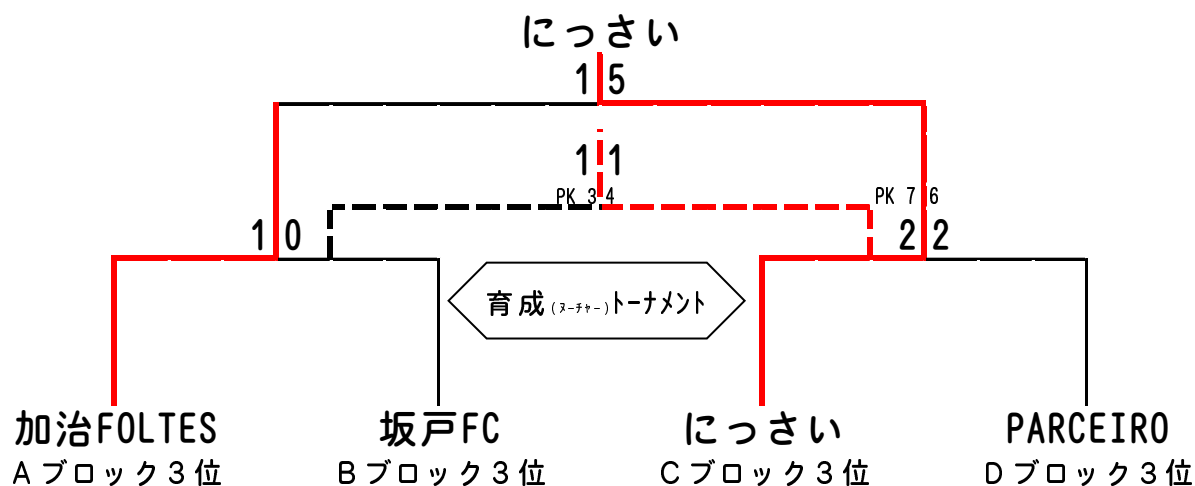 にっさい
1 5
1 1
PK 3 4
PK 7 6
1 0
2 2
育成(ヌーチャー)トーナメント
加治FOLTES
坂戸FC
にっさい
PARCEIRO
Aブロック3位
Bブロック3位
Cブロック3位
Dブロック3位